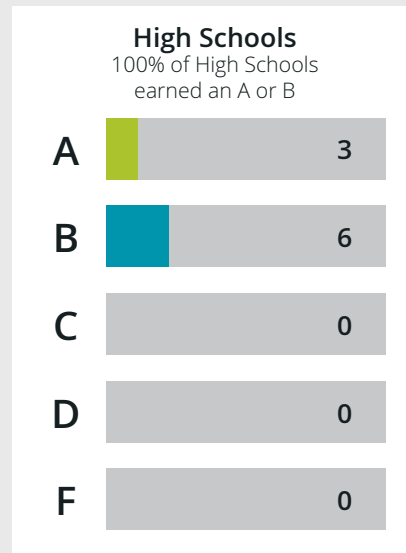 High Schools
100% of High Schools
earned an A or B
A 3
B 6
C 0
D 0
F 0